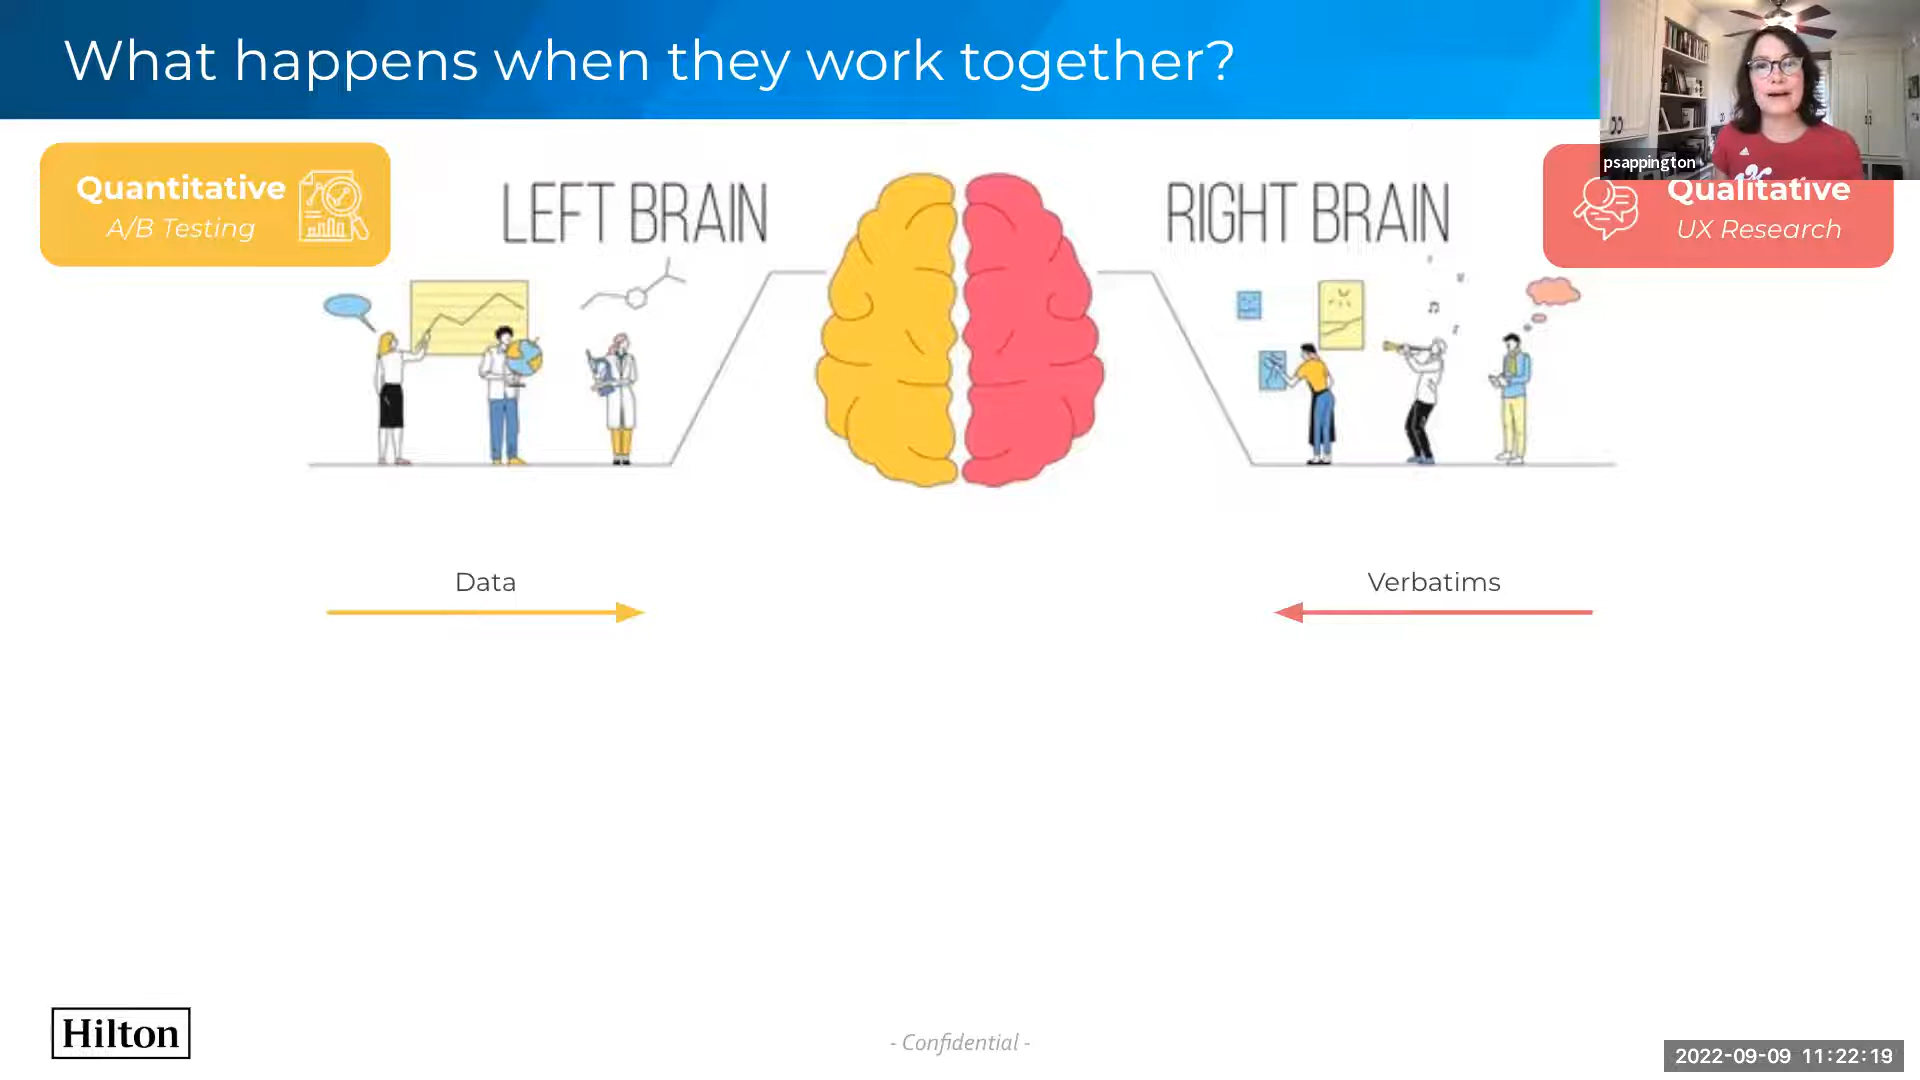 What happens when they work together?
psappington
Quantitative
A/B Testing
LEFT BRAIN
RIGHT BRAIN
Qualitative
UX Research
Data
Verbatims
Hilton
- Confidential -
2022-09-09 11:22:19